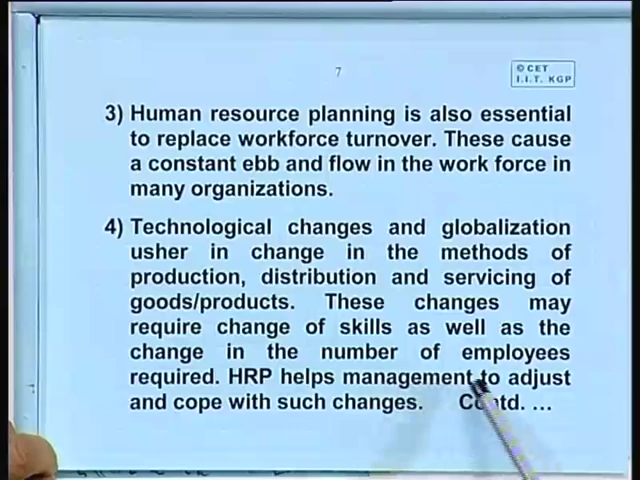 7
© CET
I.I.T. KGP
3) Human resource planning is also essential
to replace workforce turnover. These cause
a constant ebb and flow in the work force in
many organizations.
4) Technological changes and globalization
usher in change in the methods of
production, distribution and servicing of
goods/products. These changes may
require change of skills as well as the
change in the number of employees
required. HRP helps management to adjust
and cope with such changes. Contd. ...